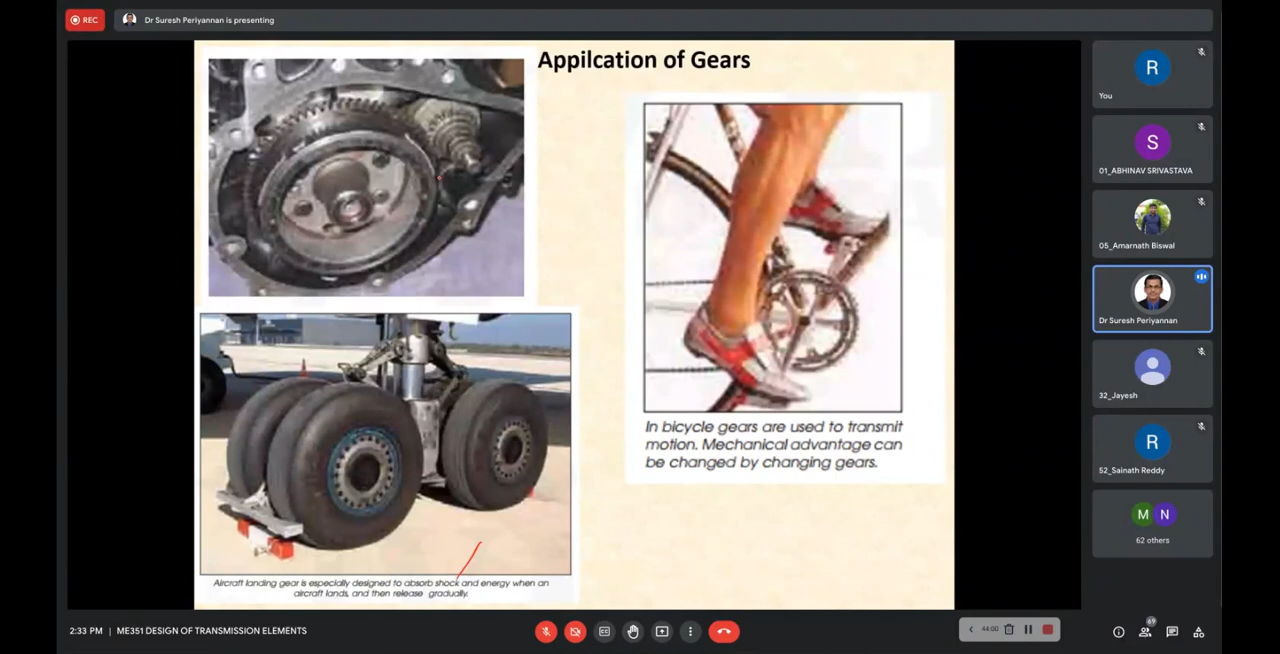 REC
Dr Suresh Periyannan is presenting
Appilcation of Gears
In bicycle gears are used to transmit
motion. Mechanical advantage can
be changed by changing gears.
Aircraft landing gear is especially designed to absorb shock and energy when an
aircraft lands, and then release gradually.
R
You
S
01_ABHINAV SRIVASTAVA
05_Amarnath Biswal
Dr Suresh Periyannan
32_Jayesh
R
52_Sainath Reddy
M N
62 others
2:33 PM | ME351 DESIGN OF TRANSMISSION ELEMENTS
CC
44:00
69